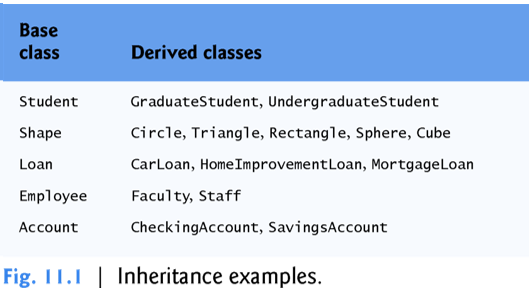 Base
class Derived classes
Student GraduateStudent, UndergraduateStudent
Shape Circle, Triangle, Rectangle, Sphere, Cube
Loan CarLoan, HomeImprovementLoan, MortgageLoan
Employee Faculty, Staff
Account CheckingAccount, SavingsAccount
Fig. 11.1 | Inheritance examples.